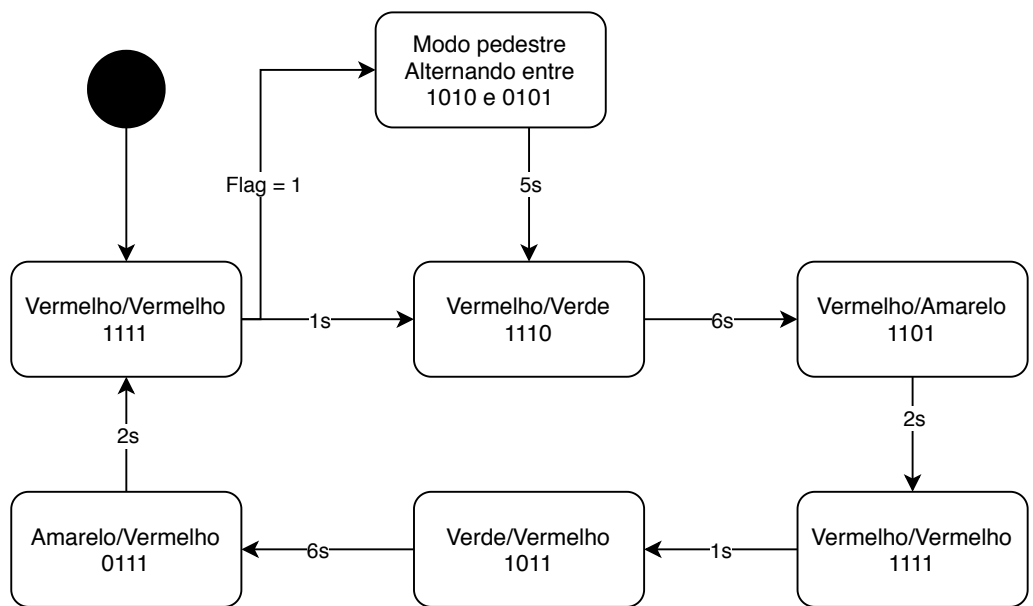 Modo pedestre
Alternando entre
1010 e 0101
Flag = 1
5s
Vermelho/Vermelho
1111
1s
Vermelho/Verde
1110
6s
Vermelho/Amarelo
1101
2s
2s
Amarelo/Vermelho
0111
6s
Verde/Vermelho
1011
1s
Vermelho/Vermelho
1111